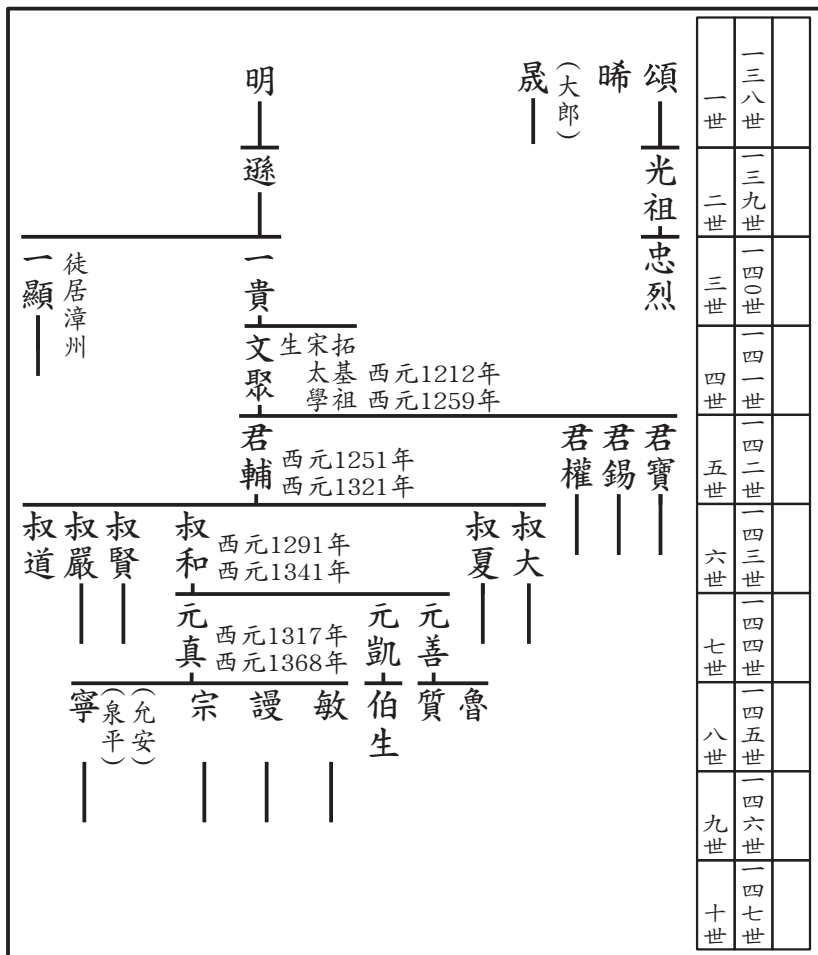 一三八世
一世
頌
晞
晟
(大郎)
明
一三九世
二世
光祖
遜
一四〇世
三世
忠烈
一貴
徒居漳州
一顯
一四一世
四世
文聚
拓基祖
宋太學
生
西元1212年
西元1259年
一四二世
五世
君寶
君錫
君權
君輔
西元1251年
西元1321年
一四三世
六世
叔大
叔夏
叔和
西元1291年
西元1341年
叔賢
叔嚴
叔道
一四四世
七世
元善
元凱
元真
西元1317年
西元1368年
一四五世
八世
魯
質
伯生
敏
謾
宗
(允安)
(泉平)
寧
一四六世
九世
一四七世
十世